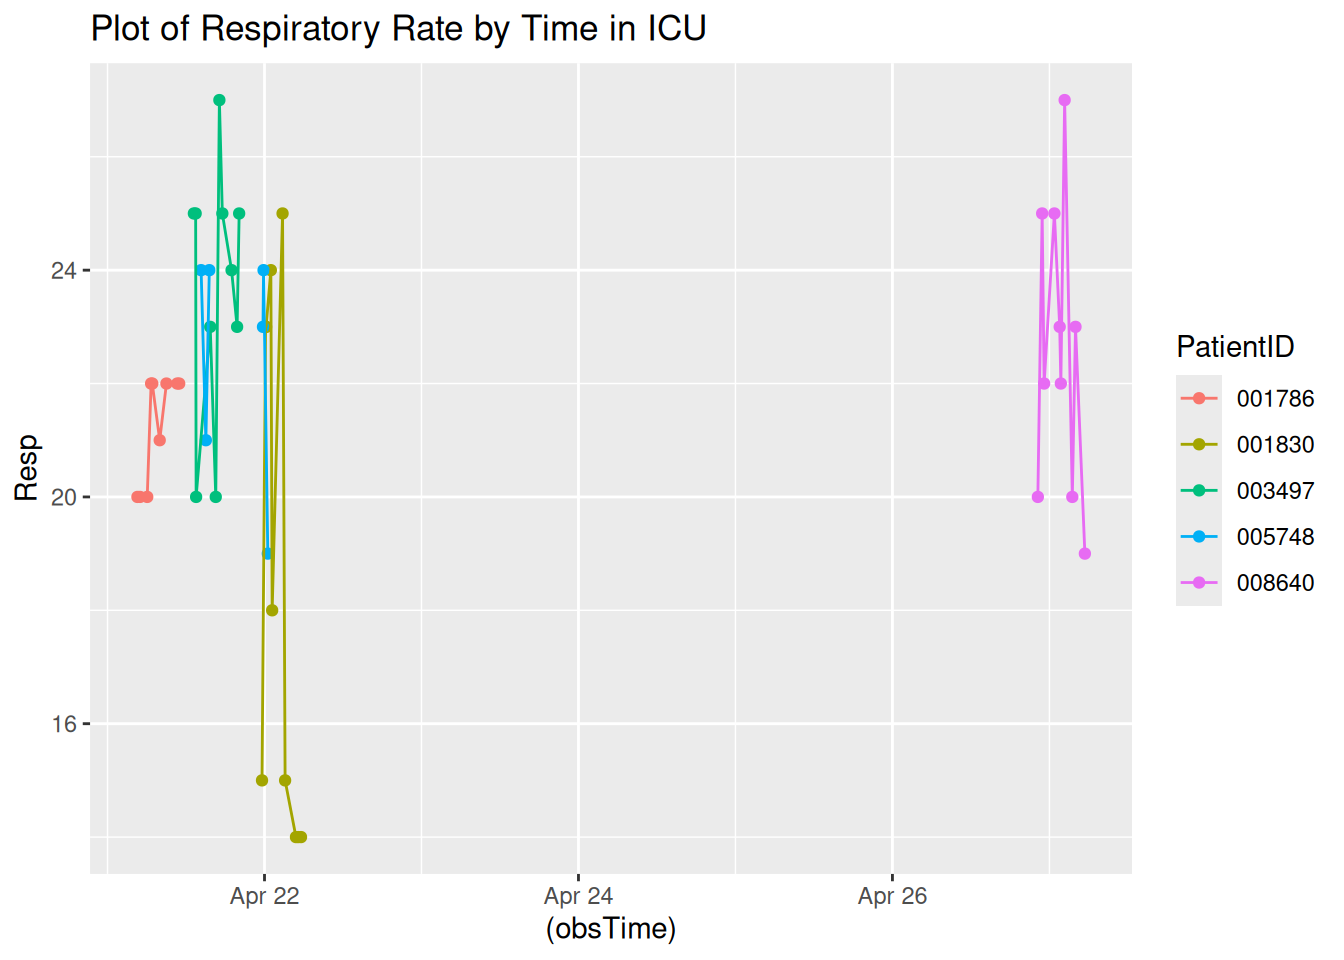 Plot of Respiratory Rate by Time in ICU
24
20
16
Resp
Apr 22
Apr 24
Apr 26
(obsTime)
PatientID
001786
001830
003497
005748
008640